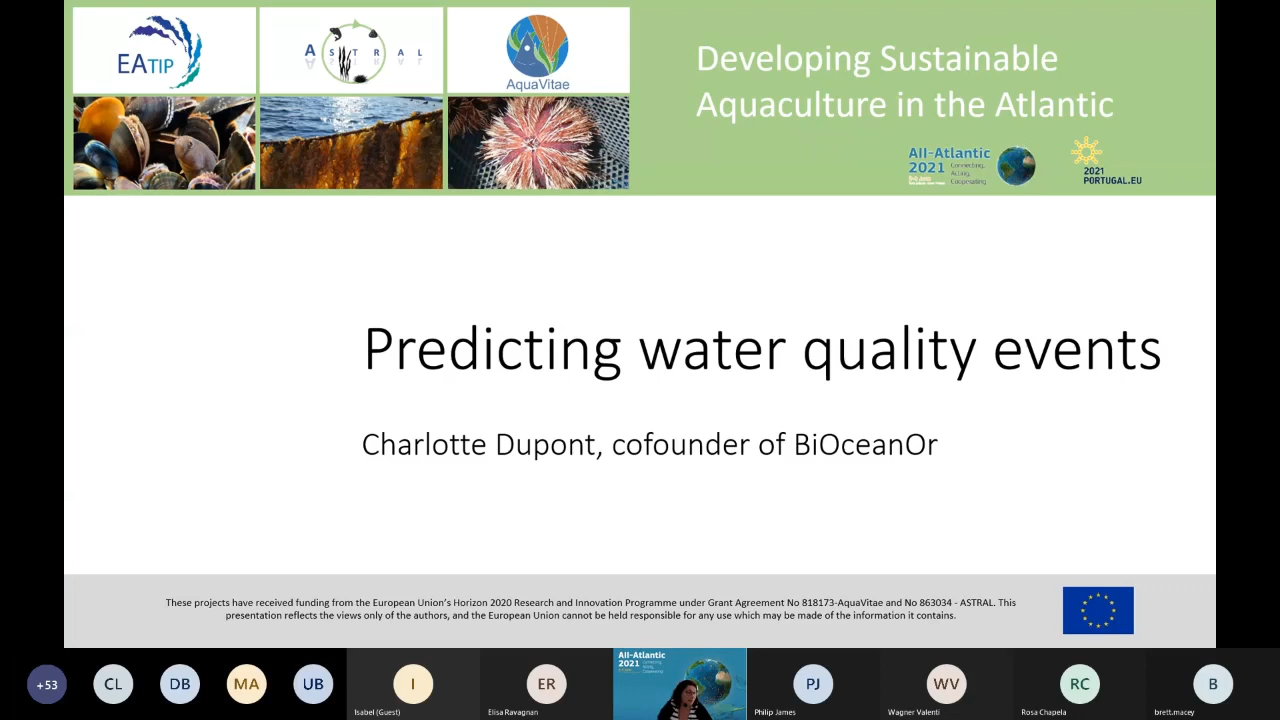 EATIP
ASTRAL
AquaVitae
Developing Sustainable
Aquaculture in the Atlantic
All-Atlantic
2021
Connecting,
Acting,
Cooperating
2021
PORTUGAL.EU
Predicting water quality events
Charlotte Dupont, cofounder of BiOceanOr
These projects have received funding from the European Union's Horizon 2020 Research and Innovation Programme under Grant Agreement No 818173-AquaVitae and No 863034 - ASTRAL. This
presentation reflects the views only of the authors, and the European Union cannot be held responsible for any use which may be made of the information it contains.
+53
CL
DB
MA
UB
I
Isabel (Guest)
ER
Elisa Ravagnan
All-Atlantic
2021
PJ
Philip James
WV
Wagner Valenti
RC
Rosa Chapela
B
brett.macey